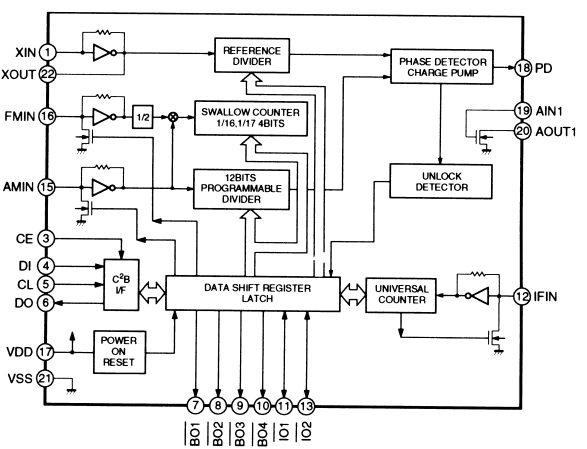 XIN 1
XOUT 22
REFERENCE
DIVIDER
PHASE DETECTOR
CHARGE PUMP
18 PD
FMIN 16
1/2
SWALLOW COUNTER
1/16,1/17 4BITS
19 AIN1
20 AOUT1
AMIN 15
12BITS
PROGRAMMABLE
DIVIDER
UNLOCK
DETECTOR
CE 3
DI 4
CL 5
DO 6
C²B
I/F
DATA SHIFT REGISTER
LATCH
UNIVERSAL
COUNTER
12 IFIN
VDD 17
POWER
ON
RESET
VSS 21
7 8 9 10 11 13
BO1
BO2
BO3
BO4
IO1
IO2